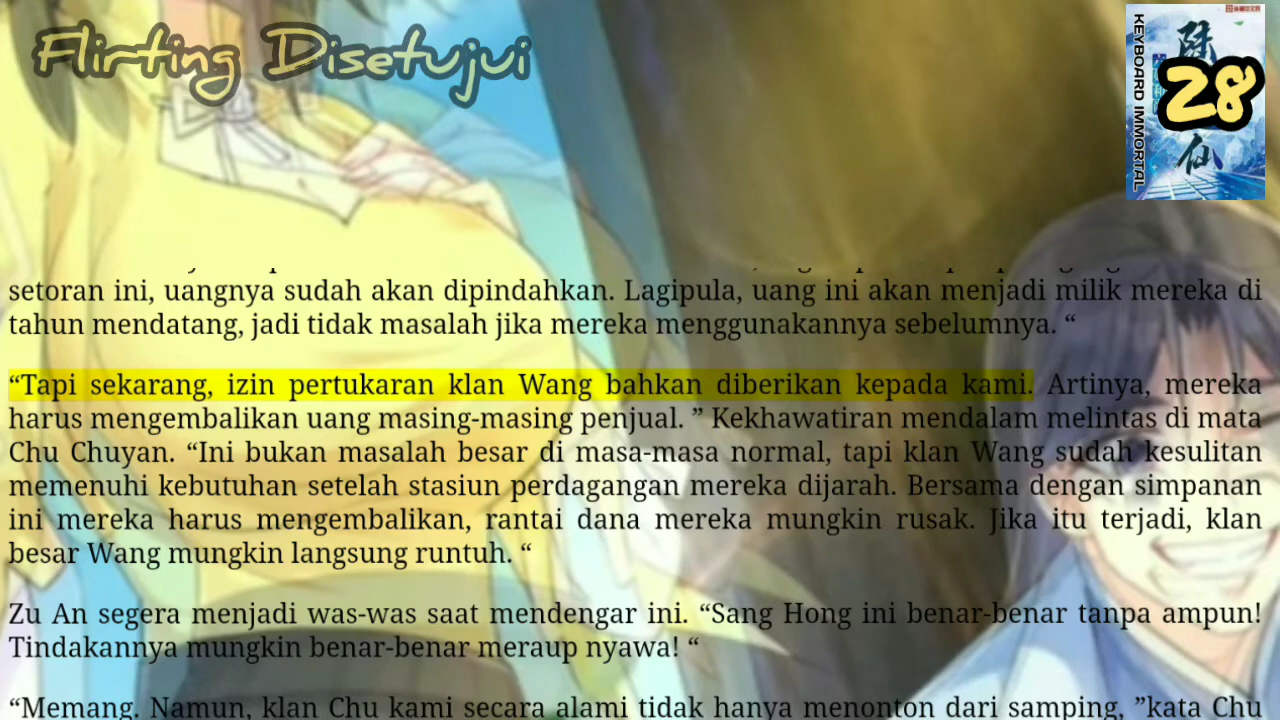 Flirting Disetujui
KEYBOARD IMMORTAL
28
仙
setoran ini, uangnya sudah akan dipindahkan. Lagipula, uang ini akan menjadi milik mereka di
tahun mendatang, jadi tidak masalah jika mereka menggunakannya sebelumnya. “
“Tapi sekarang, izin pertukaran klan Wang bahkan diberikan kepada kami. Artinya, mereka
harus mengembalikan uang masing-masing penjual. ” Kekhawatiran mendalam melintas di mata
Chu Chuyan. “Ini bukan masalah besar di masa-masa normal, tapi klan Wang sudah kesulitan
memenuhi kebutuhan setelah stasiun perdagangan mereka dijarah. Bersama dengan simpanan
ini mereka harus mengembalikan, rantai dana mereka mungkin rusak. Jika itu terjadi, klan
besar Wang mungkin langsung runtuh. “
Zu An segera menjadi was-was saat mendengar ini. “Sang Hong ini benar-benar tanpa ampun!
Tindakannya mungkin benar-benar meraup nyawa! “
“Memang. Namun, klan Chu kami secara alami tidak hanya menonton dari samping, ”kata Chu